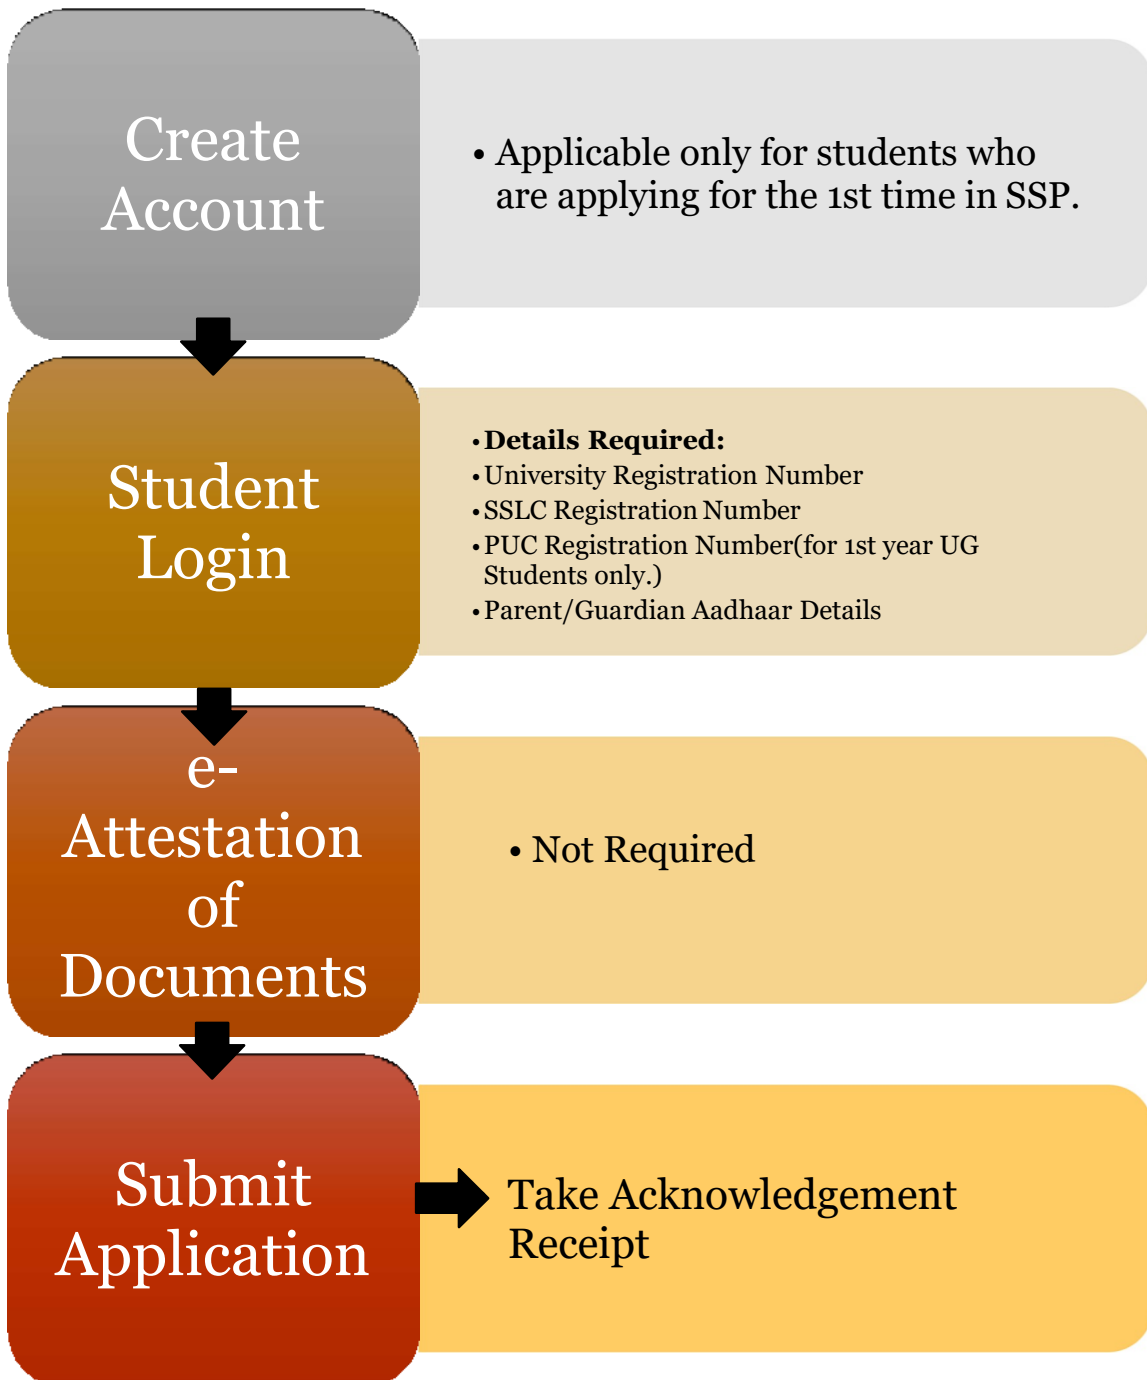 Create
Account
• Applicable only for students who
are applying for the 1st time in SSP.
Student
Login
• Details Required:
• University Registration Number
• SSLC Registration Number
• PUC Registration Number(for 1st year UG
Students only.)
• Parent/Guardian Aadhaar Details
e-
Attestation
of
Documents
• Not Required
Submit
Application
Take Acknowledgement
Receipt